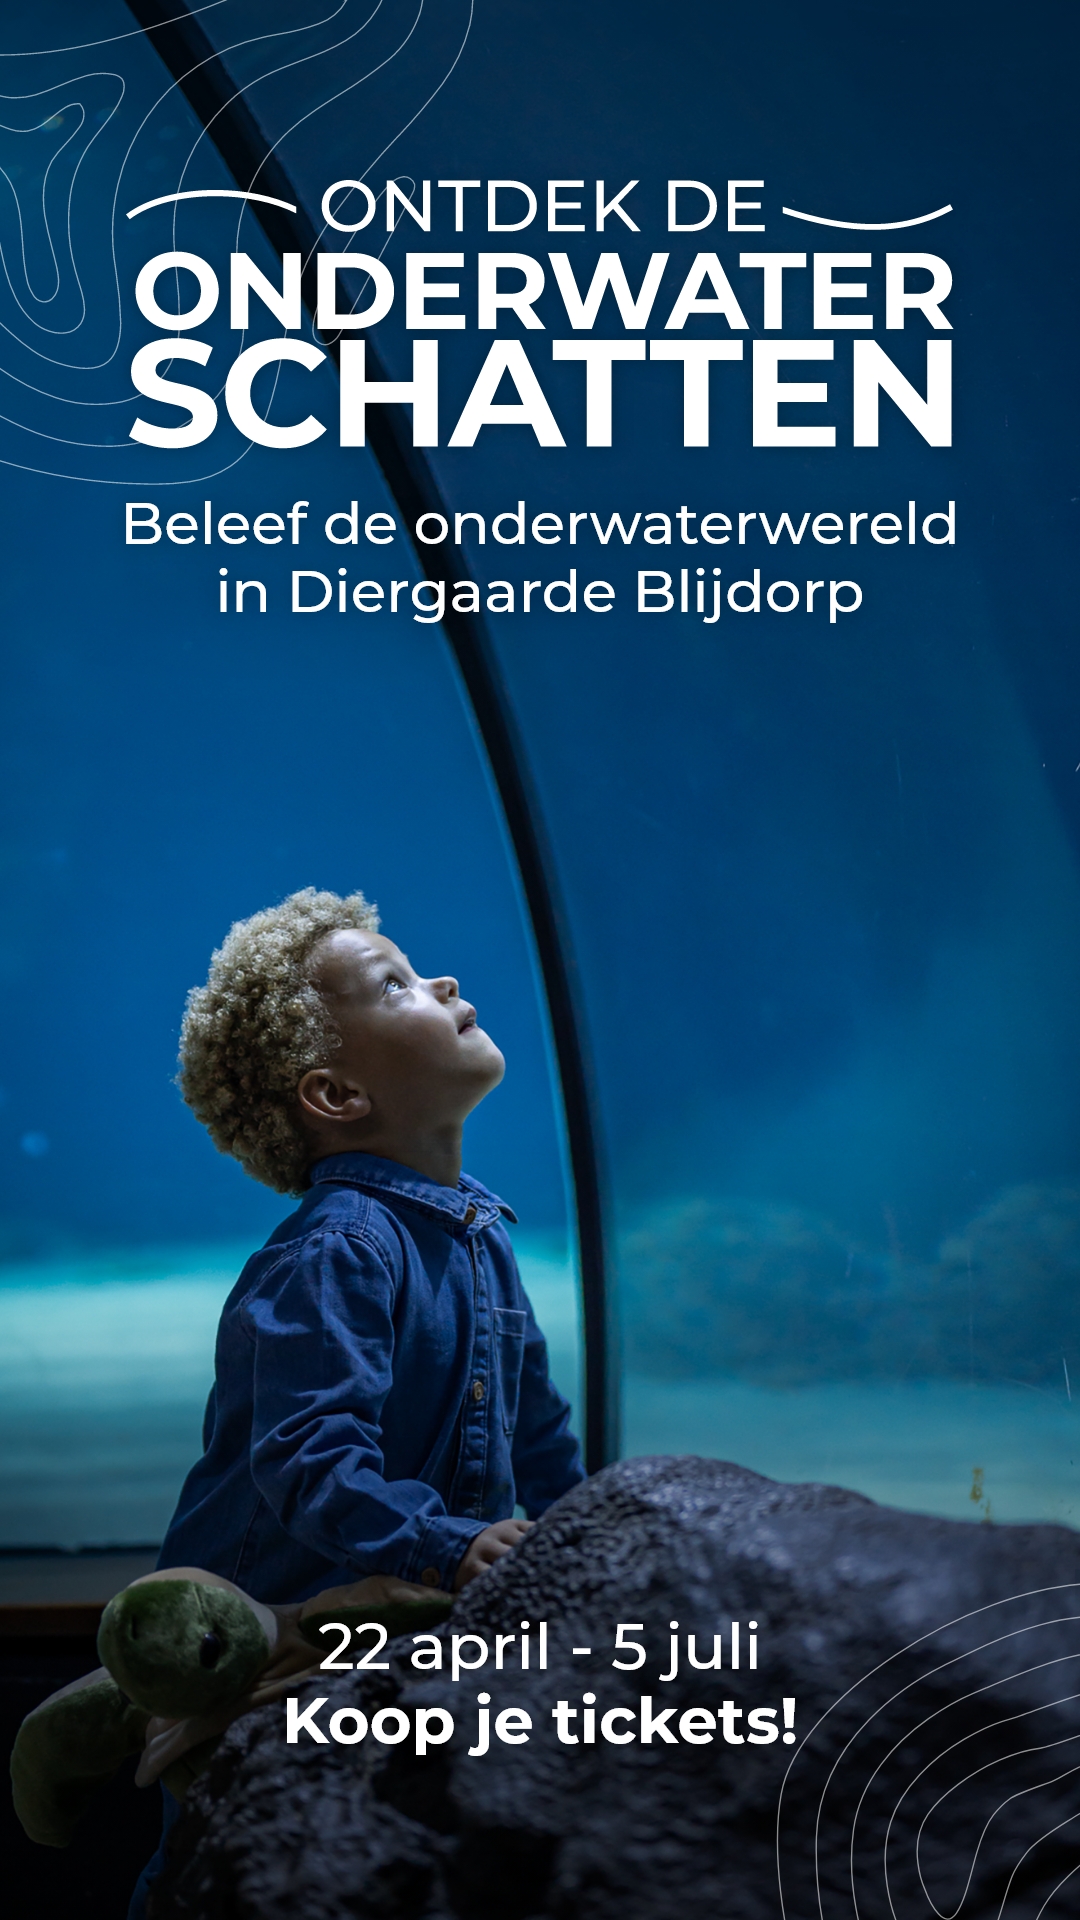 ONTDEK DE
ONDERWATER
SCHATTEN
Beleef de onderwaterwereld
in Diergaarde Blijdorp
22 april - 5 juli
Koop je tickets!